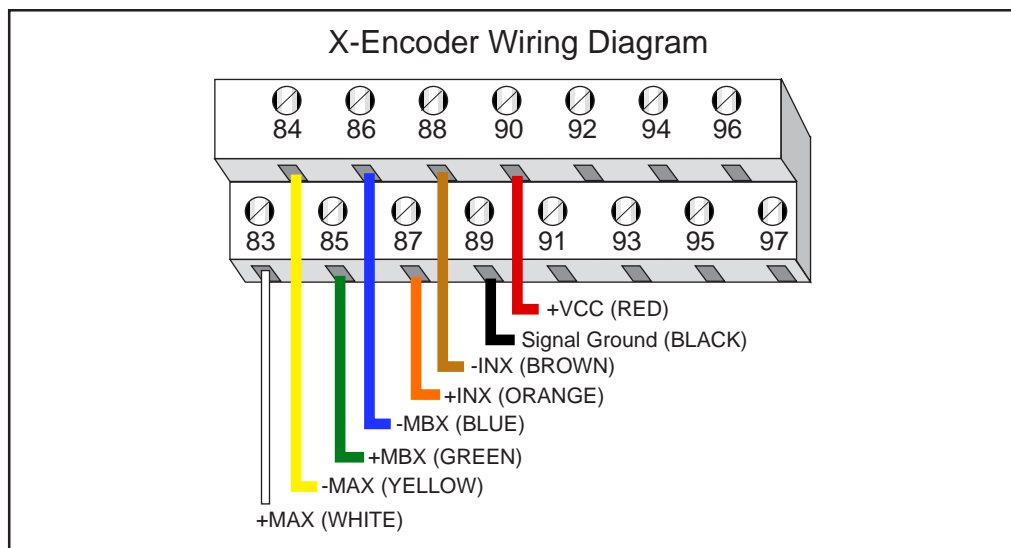 X-Encoder Wiring Diagram
84 86 88 90 92 94 96
83 85 87 89 91 93 95 97
+VCC (RED)
Signal Ground (BLACK)
-INX (BROWN)
+INX (ORANGE)
-MBX (BLUE)
+MBX (GREEN)
-MAX (YELLOW)
+MAX (WHITE)